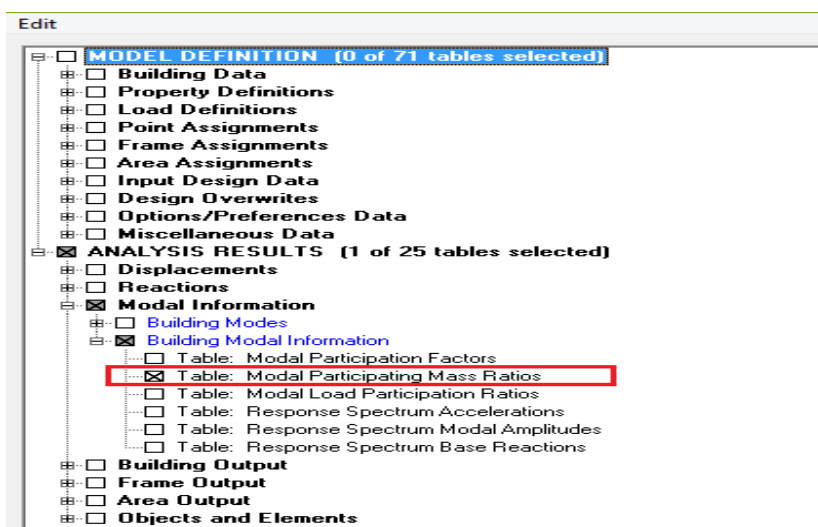 Edit
MODEL DEFINITION (0 of 71 tables selected)
Building Data
Property Definitions
Load Definitions
Point Assignments
Frame Assignments
Area Assignments
Input Design Data
Design Overwrites
Options/Preferences Data
Miscellaneous Data
ANALYSIS RESULTS (1 of 25 tables selected)
Displacements
Reactions
Modal Information
Building Modes
Building Modal Information
Table: Modal Participation Factors
Table: Modal Participating Mass Ratios
Table: Modal Load Participation Ratios
Table: Response Spectrum Accelerations
Table: Response Spectrum Modal Amplitudes
Table: Response Spectrum Base Reactions
Building Output
Frame Output
Area Output
Objects and Elements